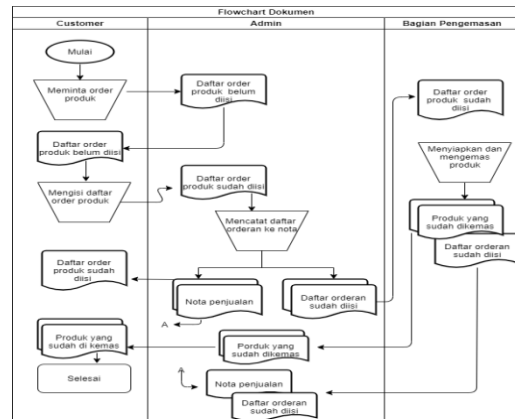 Flowchart Dokumen
Customer
Admin
Bagian Pengemasan
Mulai
Meminta order
produk
Daftar order
produk belum
diisi
Daftar order
produk sudah
diisi
Daftar order
produk belum diisi
Menyiapkan dan
mengemas
produk
Mengisi daftar
order produk
Daftar order
produk sudah diisi
Mencatat daftar
orderan ke nota
Produk yang
sudah dikemas
Daftar orderan
sudah diisi
Daftar order
produk sudah
diisi
Nota penjualan
Daftar orderan
sudah diisi
A
Produk yang
sudah di kemas
Porduk yang
sudah dikemas
Selesai
A
Nota penjualan
Daftar orderan
sudah diisi